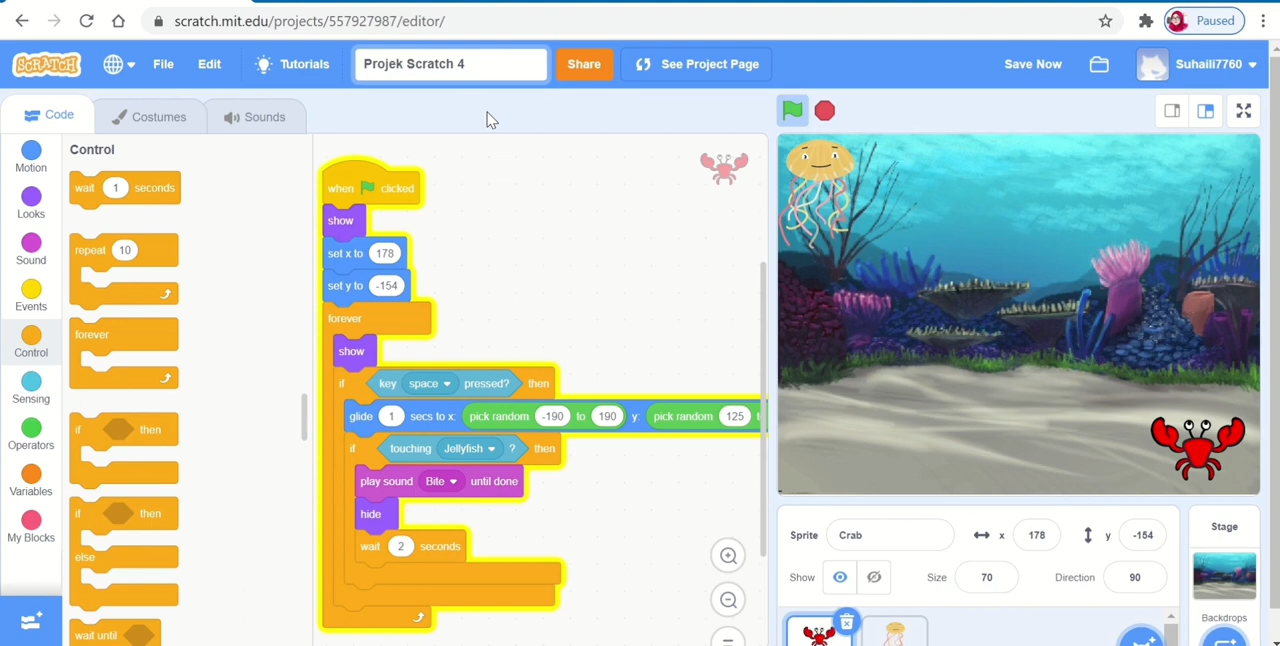 scratch.mit.edu/projects/557927987/editor/
Paused
SCRATCH
File
Edit
Tutorials
Projek Scratch 4
Share
See Project Page
Save Now
Suhaili7760
Code
Costumes
Sounds
Motion
Looks
Sound
Events
Control
Sensing
Operators
Variables
My Blocks
Control
wait 1 seconds
repeat 10
forever
if then
if then
else
wait until
when clicked
show
set x to 178
set y to -154
forever
show
if key space pressed? then
glide 1 secs to x: pick random -190 to 190 y: pick random 125
if touching Jellyfish ? then
play sound Bite until done
hide
wait 2 seconds
Sprite Crab x 178 y -154
Show Size 70 Direction 90
Stage
Backdrops